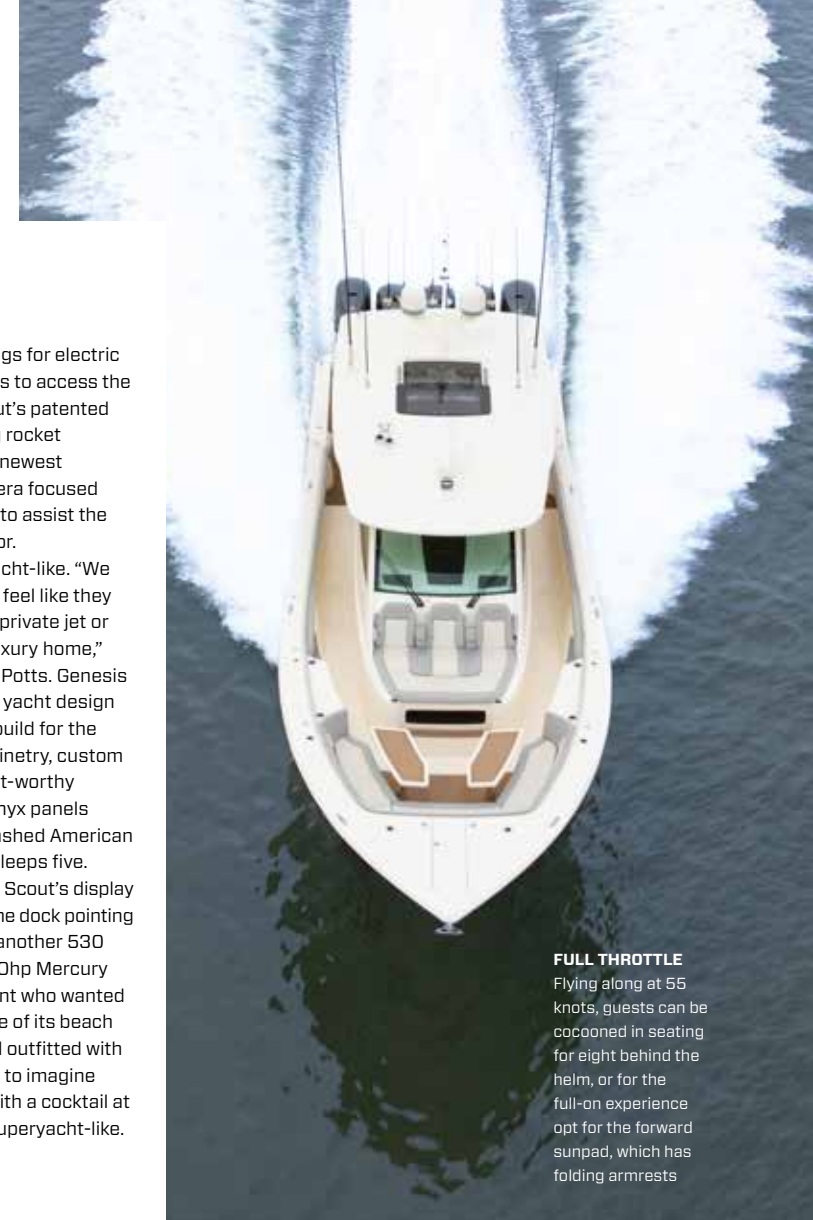 gs for electric
s to access the
ut’s patented
rocket
newest
era focused
to assist the
or.
cht-like. “We
feel like they
private jet or
xury home,”
Potts. Genesis
yacht design
build for the
inetry, custom
t-worthy
nyx panels
ashed American
leeps five.
Scout’s display
ne dock pointing
another 530
0hp Mercury
nt who wanted
e of its beach
d outfitted with
to imagine
ith a cocktail at
uperyacht-like.
FULL THROTTLE
Flying along at 55
knots, guests can be
cocooned in seating
for eight behind the
helm, or for the
full-on experience
opt for the forward
sunpad, which has
folding armrests